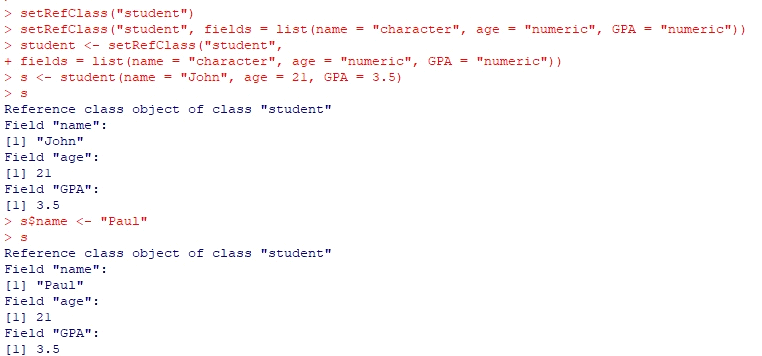 > setRefClass("student")
> setRefClass("student", fields = list(name = "character", age = "numeric", GPA = "numeric"))
> student <- setRefClass("student",
+ fields = list(name = "character", age = "numeric", GPA = "numeric"))
> s <- student(name = "John", age = 21, GPA = 3.5)
> s
Reference class object of class "student"
Field "name":
[1] "John"
Field "age":
[1] 21
Field "GPA":
[1] 3.5
> s$name <- "Paul"
> s
Reference class object of class "student"
Field "name":
[1] "Paul"
Field "age":
[1] 21
Field "GPA":
[1] 3.5